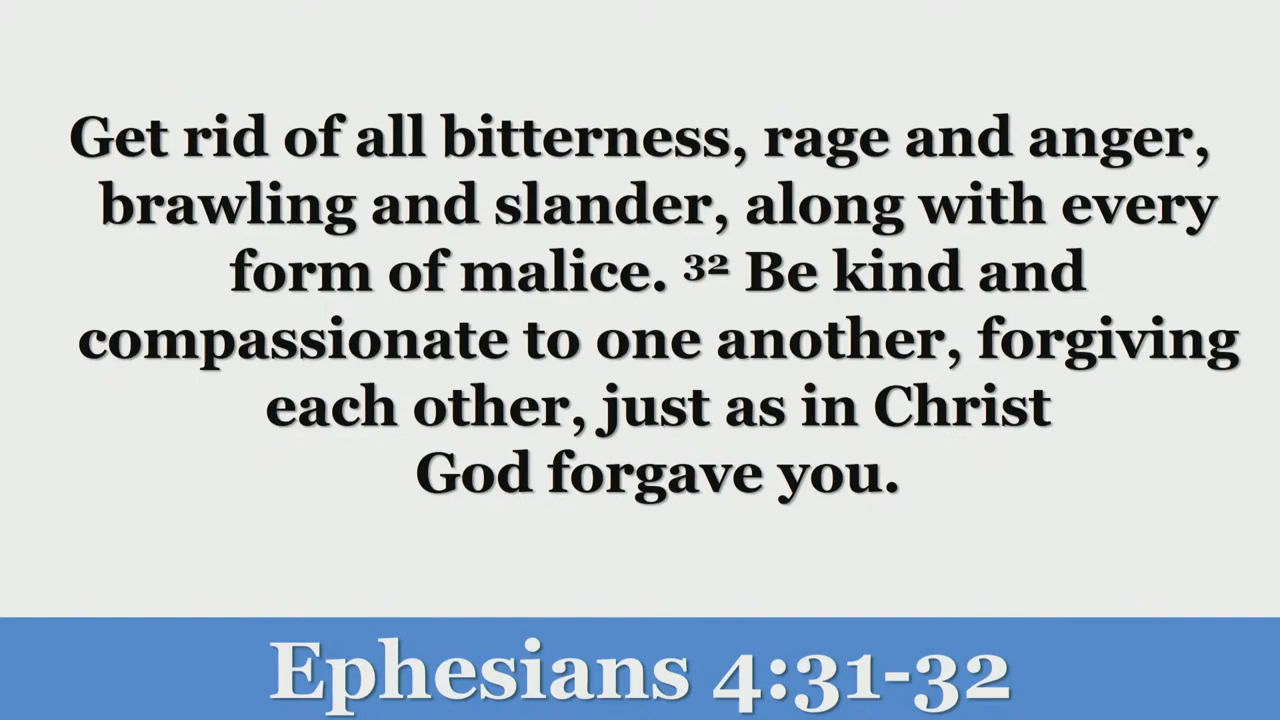 Get rid of all bitterness, rage and anger,
brawling and slander, along with every
form of malice. ³² Be kind and
compassionate to one another, forgiving
each other, just as in Christ
God forgave you.
Ephesians 4:31-32